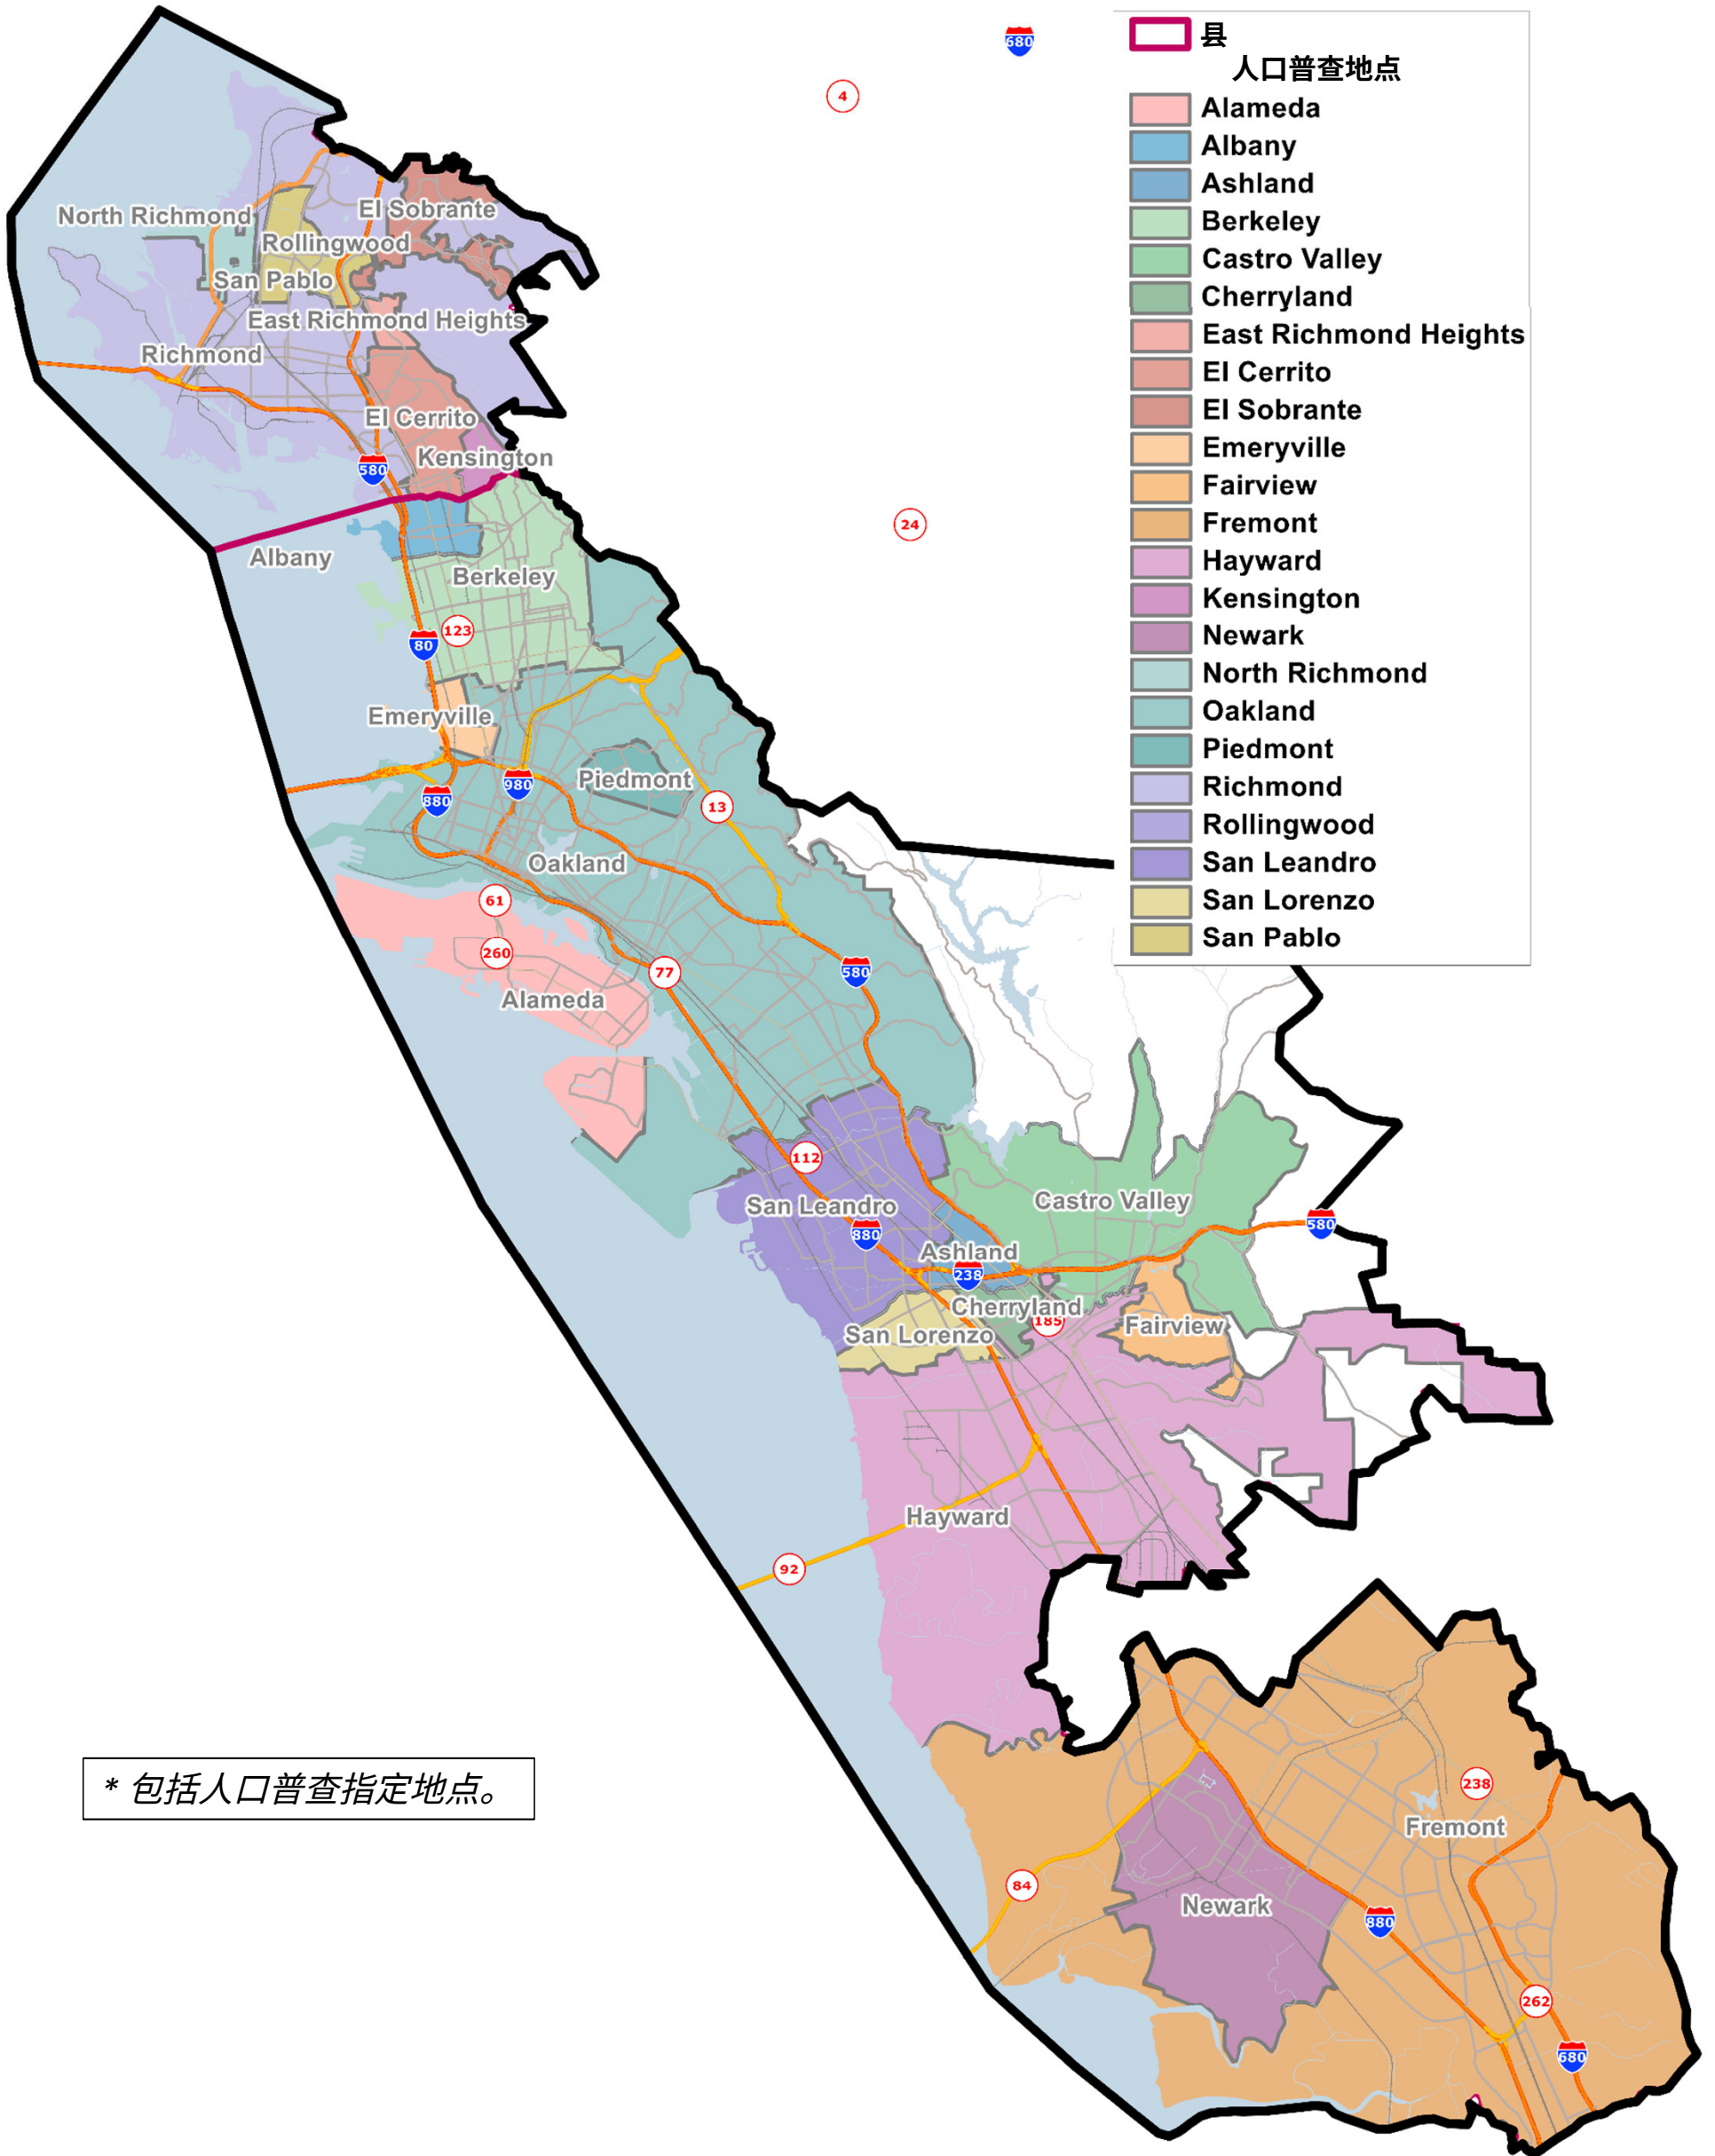 680
县
人口普查地点
4
Alameda
Albany
Ashland
North Richmond
El Sobrante
Berkeley
Rollingwood
Castro Valley
San Pablo
Cherryland
East Richmond Heights
East Richmond Heights
Richmond
El Cerrito
El Cerrito
El Sobrante
Kensington
Emeryville
580
Fairview
24
Fremont
Albany
Hayward
Berkeley
Kensington
123
80
Newark
North Richmond
Emeryville
Oakland
Piedmont
Piedmont
980
Richmond
880
13
Rollingwood
Oakland
San Leandro
61
San Lorenzo
San Pablo
260
77
580
Alameda
112
San Leandro
Castro Valley
880
580
Ashland
238
Cherryland
185
San Lorenzo
Fairview
Hayward
92
* 包括人口普查指定地点。
238
Fremont
84
Newark
880
262
680